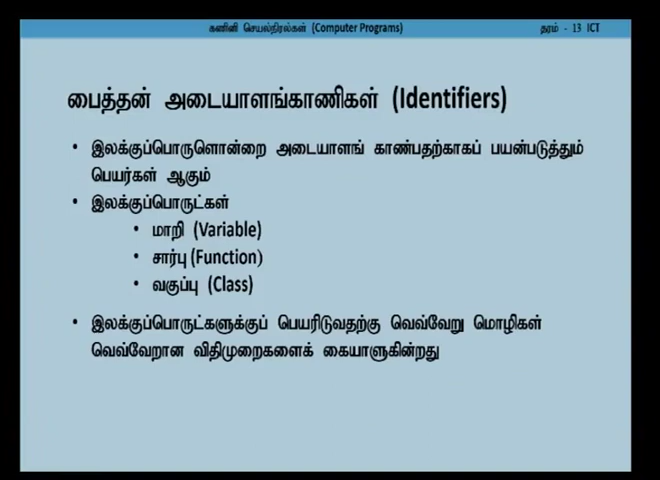 கணினி செயல்நிரல்கள் (Computer Programs)
தரம் - 13 ICT
பைத்தன் அடையாளங்காணிகள் (Identifiers)
• இலக்குப்பொருளொன்றை அடையாளங் காண்பதற்காகப் பயன்படுத்தும்
பெயர்கள் ஆகும்
• இலக்குப்பொருட்கள்
• மாறி (Variable)
• சார்பு (Function)
• வகுப்பு (Class)
• இலக்குப்பொருட்களுக்குப் பெயரிடுவதற்கு வெவ்வேறு மொழிகள்
வெவ்வேறான விதிமுறைகளைக் கையாளுகின்றது